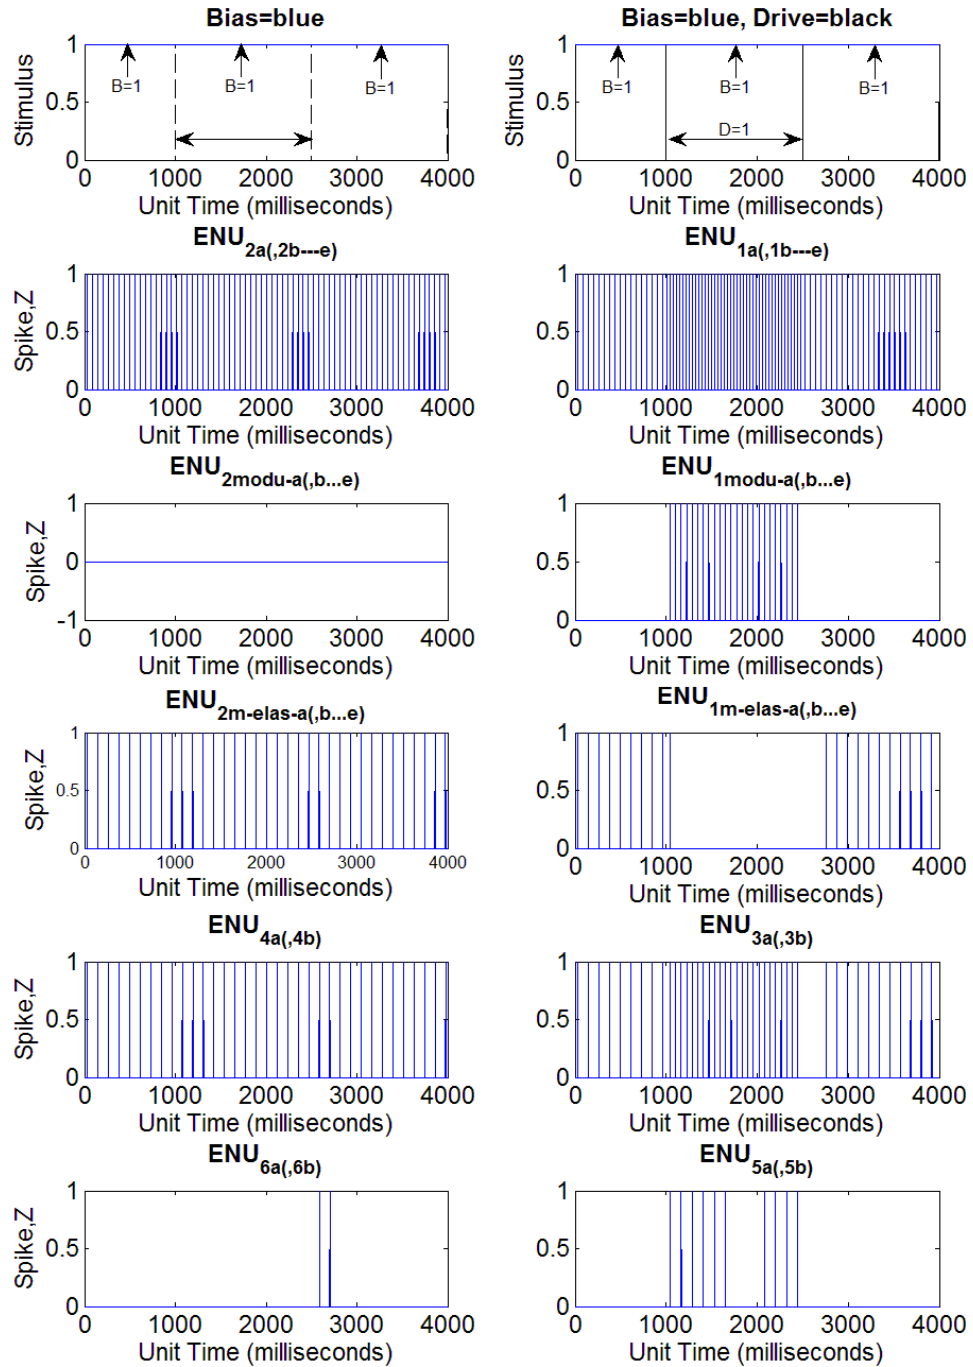 Bias=blue
Stimulus
1
0.5
0
B=1
B=1
B=1
0 1000 2000 3000 4000
Unit Time (milliseconds)
Bias=blue, Drive=black
Stimulus
1
0.5
0
B=1
B=1
B=1
D=1
0 1000 2000 3000 4000
Unit Time (milliseconds)
ENU2a(,2b---e)
Spike,Z
1
0.5
0
0 1000 2000 3000 4000
Unit Time (milliseconds)
ENU1a(,1b---e)
1
0.5
0
0 1000 2000 3000 4000
Unit Time (milliseconds)
ENU2modu-a(,b...e)
Spike,Z
1
0
-1
0 1000 2000 3000 4000
Unit Time (milliseconds)
ENU1modu-a(,b...e)
1
0.5
0
0 1000 2000 3000 4000
Unit Time (milliseconds)
ENU2m-elas-a(,b...e)
Spike,Z
1
0.5
0
0 1000 2000 3000 4000
Unit Time (milliseconds)
ENU1m-elas-a(,b...e)
1
0.5
0
0 1000 2000 3000 4000
Unit Time (milliseconds)
ENU4a(,4b)
Spike,Z
1
0.5
0
0 1000 2000 3000 4000
Unit Time (milliseconds)
ENU3a(,3b)
1
0.5
0
0 1000 2000 3000 4000
Unit Time (milliseconds)
ENU6a(,6b)
Spike,Z
1
0.5
0
0 1000 2000 3000 4000
Unit Time (milliseconds)
ENU5a(,5b)
1
0.5
0
0 1000 2000 3000 4000
Unit Time (milliseconds)